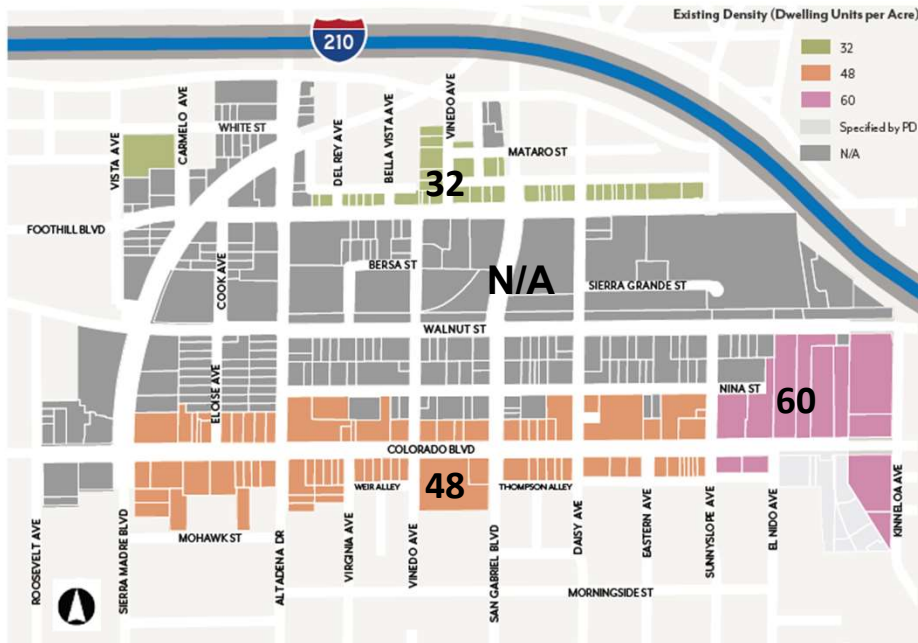 Existing Density (Dwelling Units per Acre)
32
48
60
Specified by PD
N/A
210
VISTA AVE
CARMELO AVE
WHITE ST
DEL REY AVE
BELLA VISTA AVE
VINEDO AVE
MATARO ST
32
FOOTHILL BLVD
COOK AVE
BERSA ST
N/A
SIERRA GRANDE ST
WALNUT ST
ELOISE AVE
NINA ST
60
COLORADO BLVD
WEIR ALLEY
48
THOMPSON ALLEY
MOHAWK ST
ROOSEVELT AVE
SIERRA MADRE BLVD
ALTADENA DR
VIRGINIA AVE
VINEDO AVE
SAN GABRIEL BLVD
DAISY AVE
EASTERN AVE
SUNNYSLOPE AVE
EL NIDO AVE
KINNELOA AVE
MORNINGSIDE ST